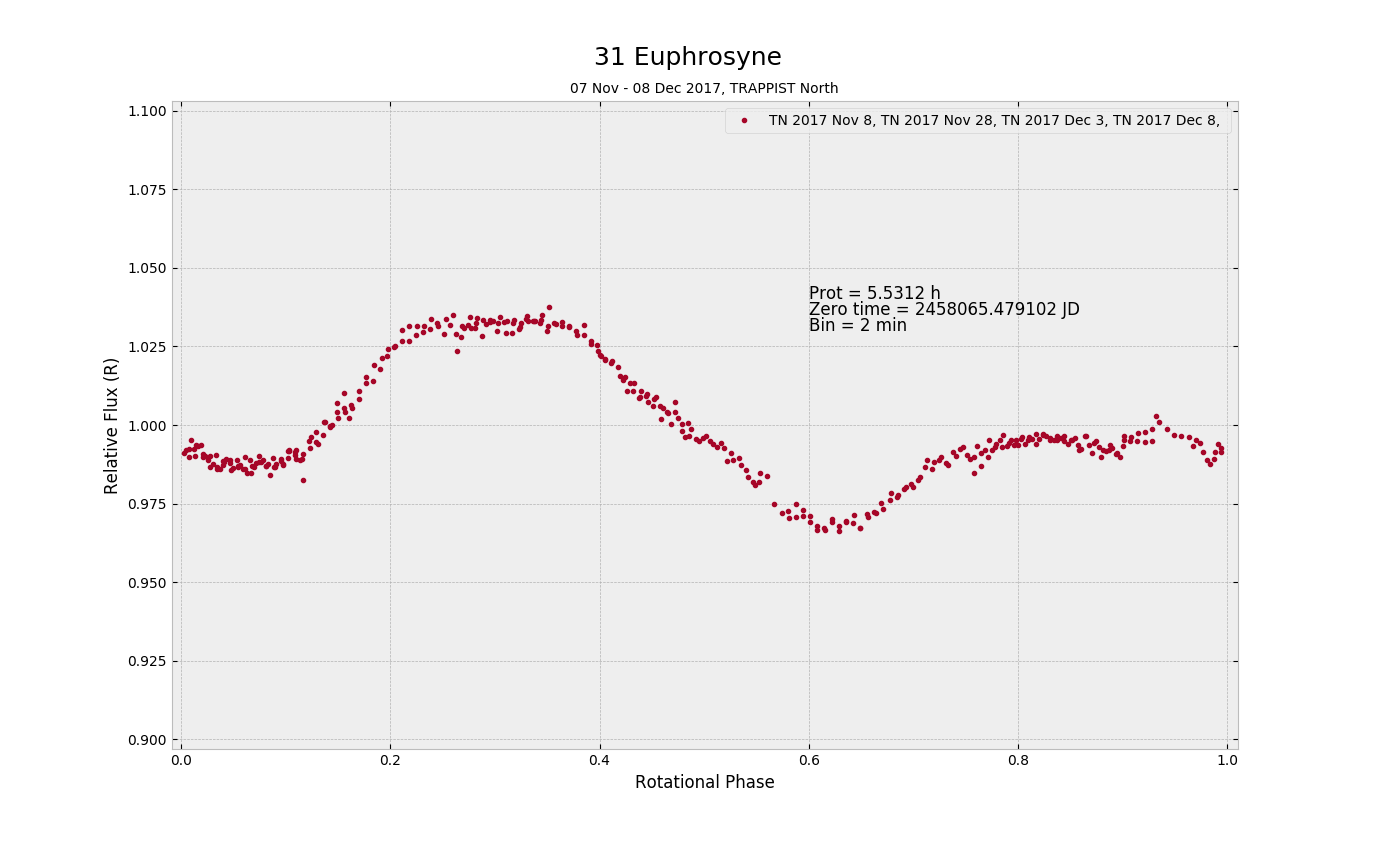 31 Euphrosyne
07 Nov - 08 Dec 2017, TRAPPIST North
TN 2017 Nov 8, TN 2017 Nov 28, TN 2017 Dec 3, TN 2017 Dec 8,
Prot = 5.5312 h
Zero time = 2458065.479102 JD
Bin = 2 min
Relative Flux (R)
1.100
1.075
1.050
1.025
1.000
0.975
0.950
0.925
0.900
0.0 0.2 0.4 0.6 0.8 1.0
Rotational Phase